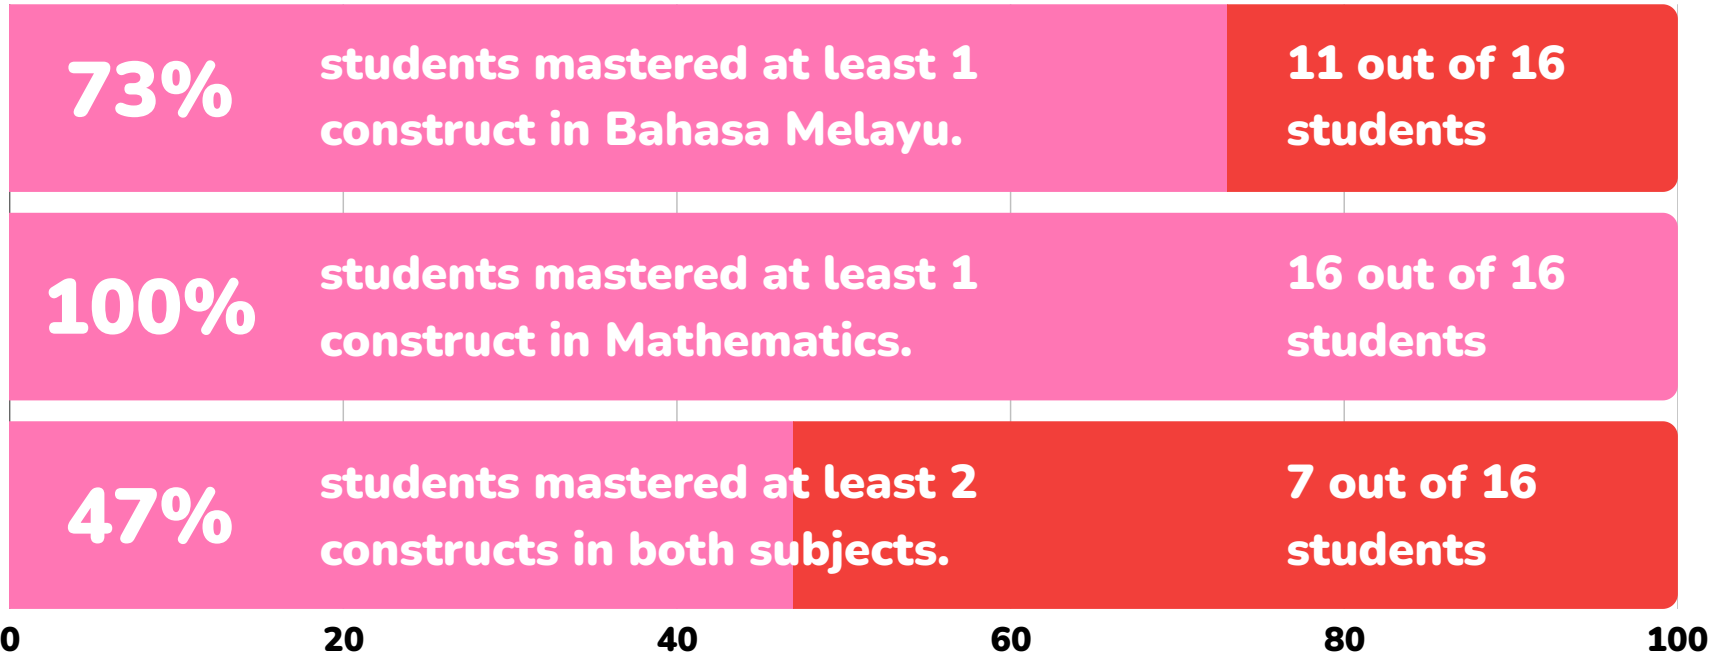 73%
students mastered at least 1
construct in Bahasa Melayu.
11 out of 16
students
100%
students mastered at least 1
construct in Mathematics.
16 out of 16
students
47%
students mastered at least 2
constructs in both subjects.
7 out of 16
students
0 20 40 60 80 100